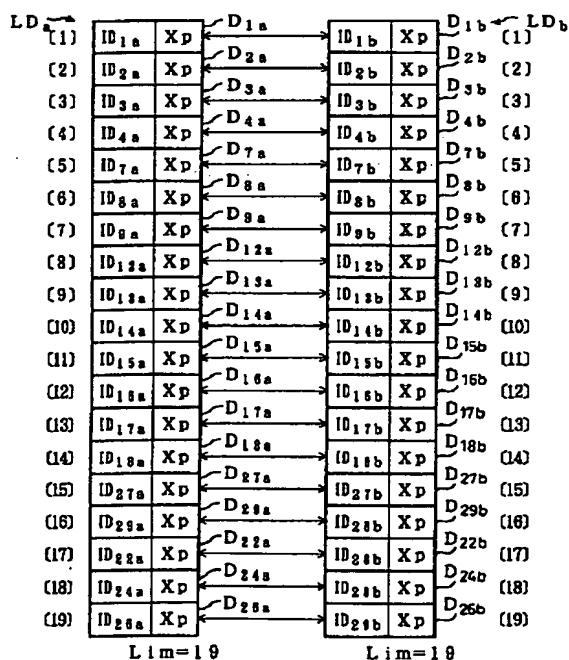 LDa D1a D1b LDb
(1) ID1a Xp ID1b Xp (1)
D2a D2b
(2) ID2a Xp ID2b Xp (2)
D3a D3b
(3) ID3a Xp ID3b Xp (3)
D4a D4b
(4) ID4a Xp ID4b Xp (4)
D7a D7b
(5) ID7a Xp ID7b Xp (5)
D8a D8b
(6) ID8a Xp ID8b Xp (6)
D9a D9b
(7) ID9a Xp ID9b Xp (7)
D12a D12b
(8) ID12a Xp ID12b Xp (8)
D13a D13b
(9) ID13a Xp ID13b Xp (9)
D14a D14b
(10) ID14a Xp ID14b Xp (10)
D15a D15b
(11) ID15a Xp ID15b Xp (11)
D16a D16b
(12) ID16a Xp ID16b Xp (12)
D17a D17b
(13) ID17a Xp ID17b Xp (13)
D18a D18b
(14) ID18a Xp ID18b Xp (14)
D27a D27b
(15) ID27a Xp ID27b Xp (15)
D29a D29b
(16) ID29a Xp Xp (16)
D22a D22b
(17) ID22a Xp Xp (17)
D24a D24b
(18) ID24a Xp Xp (18)
D26a D26b
(19) ID26a Xp Xp (19)
Lim=19 Lim=19